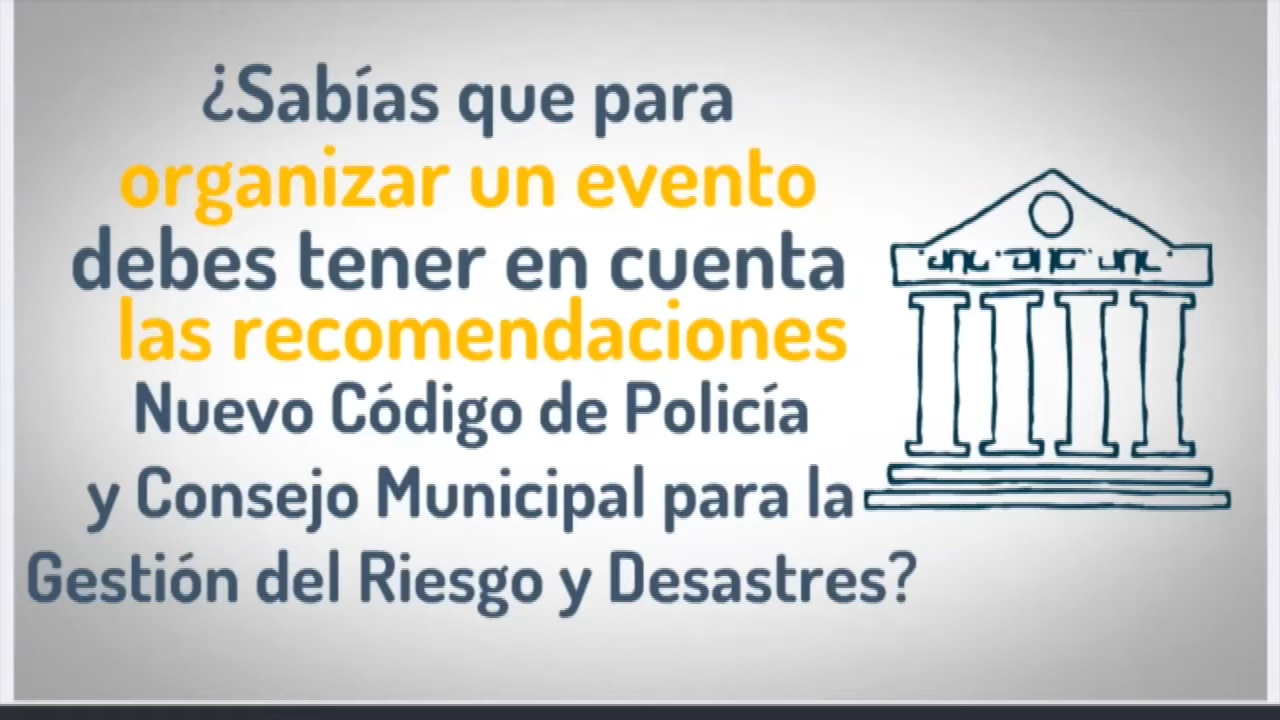 ¿Sabías que para
organizar un evento
debes tener en cuenta
las recomendaciones
Nuevo Código de Policía
y Consejo Municipal para la
Gestión del Riesgo y Desastres?